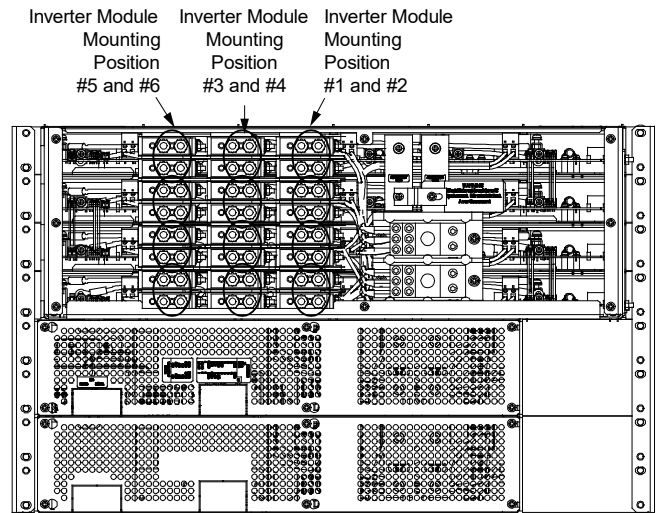 Inverter Module
Mounting
Position
#5 and #6
Inverter Module
Mounting
Position
#3 and #4
Inverter Module
Mounting
Position
#1 and #2